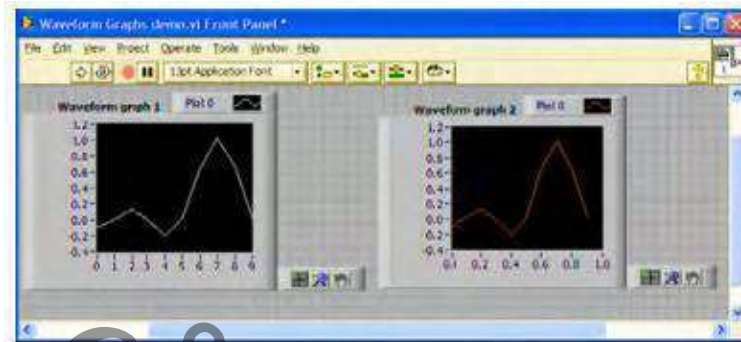 Waveform Graphs demo.vi Front Panel *
File Edit View Project Operate Tools Window Help
13pt Application Font
Waveform graph 1 Plot 0
1.2
1.0
0.8
0.6
0.4
0.2
0.0
-0.2
-0.4
0 1 2 3 4 5 6 7 8 9
Waveform graph 2 Plot 0
1.2
1.0
0.8
0.6
0.4
0.2
0.0
-0.2
-0.4
0.2 0.4 0.6 0.8 1.0